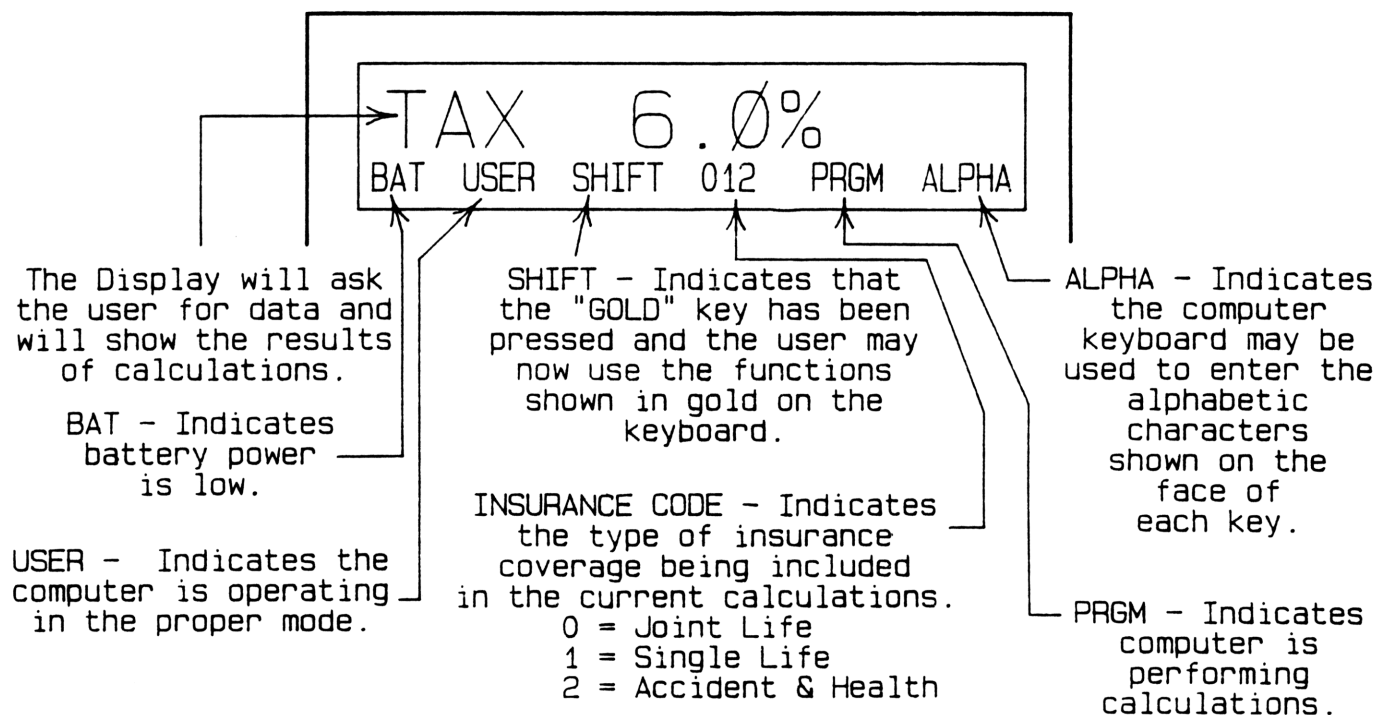 TAX 6.0%
BAT USER SHIFT 012 PRGM ALPHA
The Display will ask
the user for data and
will show the results
of calculations.
BAT - Indicates
battery power
is low.
USER - Indicates the
computer is operating
in the proper mode.
SHIFT - Indicates that
the "GOLD" key has been
pressed and the user may
now use the functions
shown in gold on the
keyboard.
INSURANCE CODE - Indicates
the type of insurance
coverage being included
in the current calculations.
0 = Joint Life
1 = Single Life
2 = Accident & Health
ALPHA - Indicates
the computer
keyboard may be
used to enter the
alphabetic
characters
shown on the
face of
each key.
PRGM - Indicates
computer is
performing
calculations.